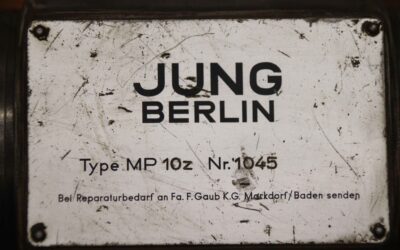 JUNG
BERLIN
Type MP 10z Nr. 1045
Bei Reparaturbedarf an Fa. F. Gaub K.G. Markdorf/Baden senden